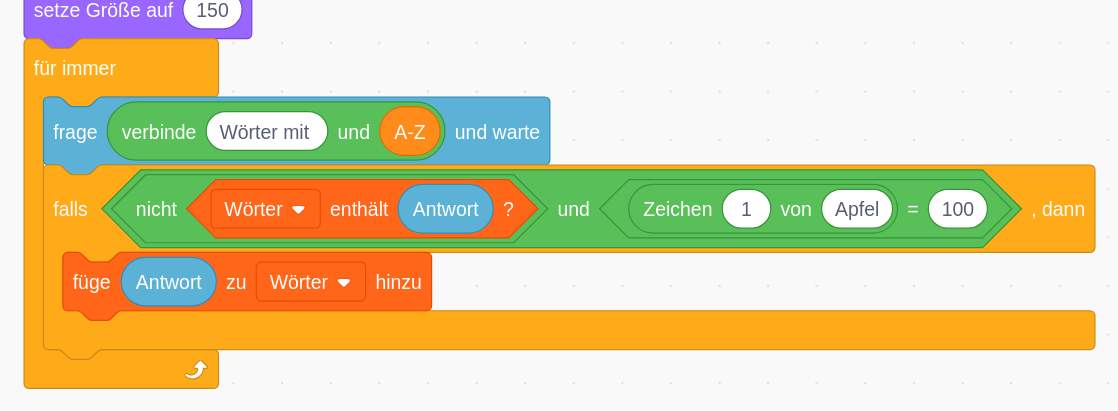 setze Größe auf 150
für immer
frage verbinde Wörter mit und A-Z und warte
falls nicht Wörter enthält Antwort ? und Zeichen 1 von Apfel = 100 , dann
füge Antwort zu Wörter hinzu